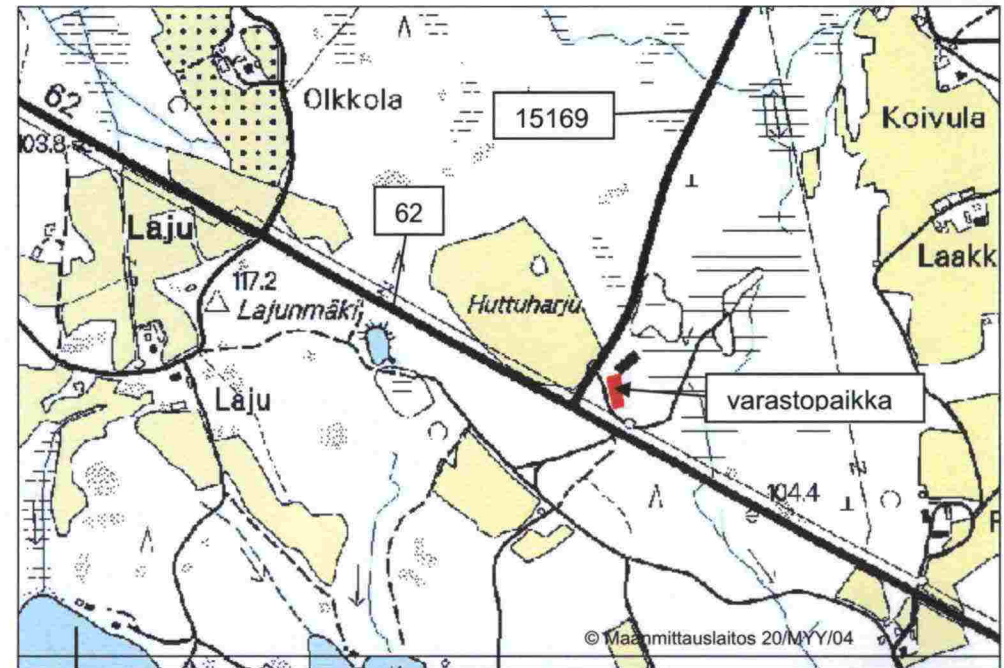 Olkkola
15169
Koivula
62
103.8
62
Laju
Laakk
117.2
Lajunmäki
Huttuharju
Laju
varastopaikka
104.4
© Maanmittauslaitos 20/MYY/04